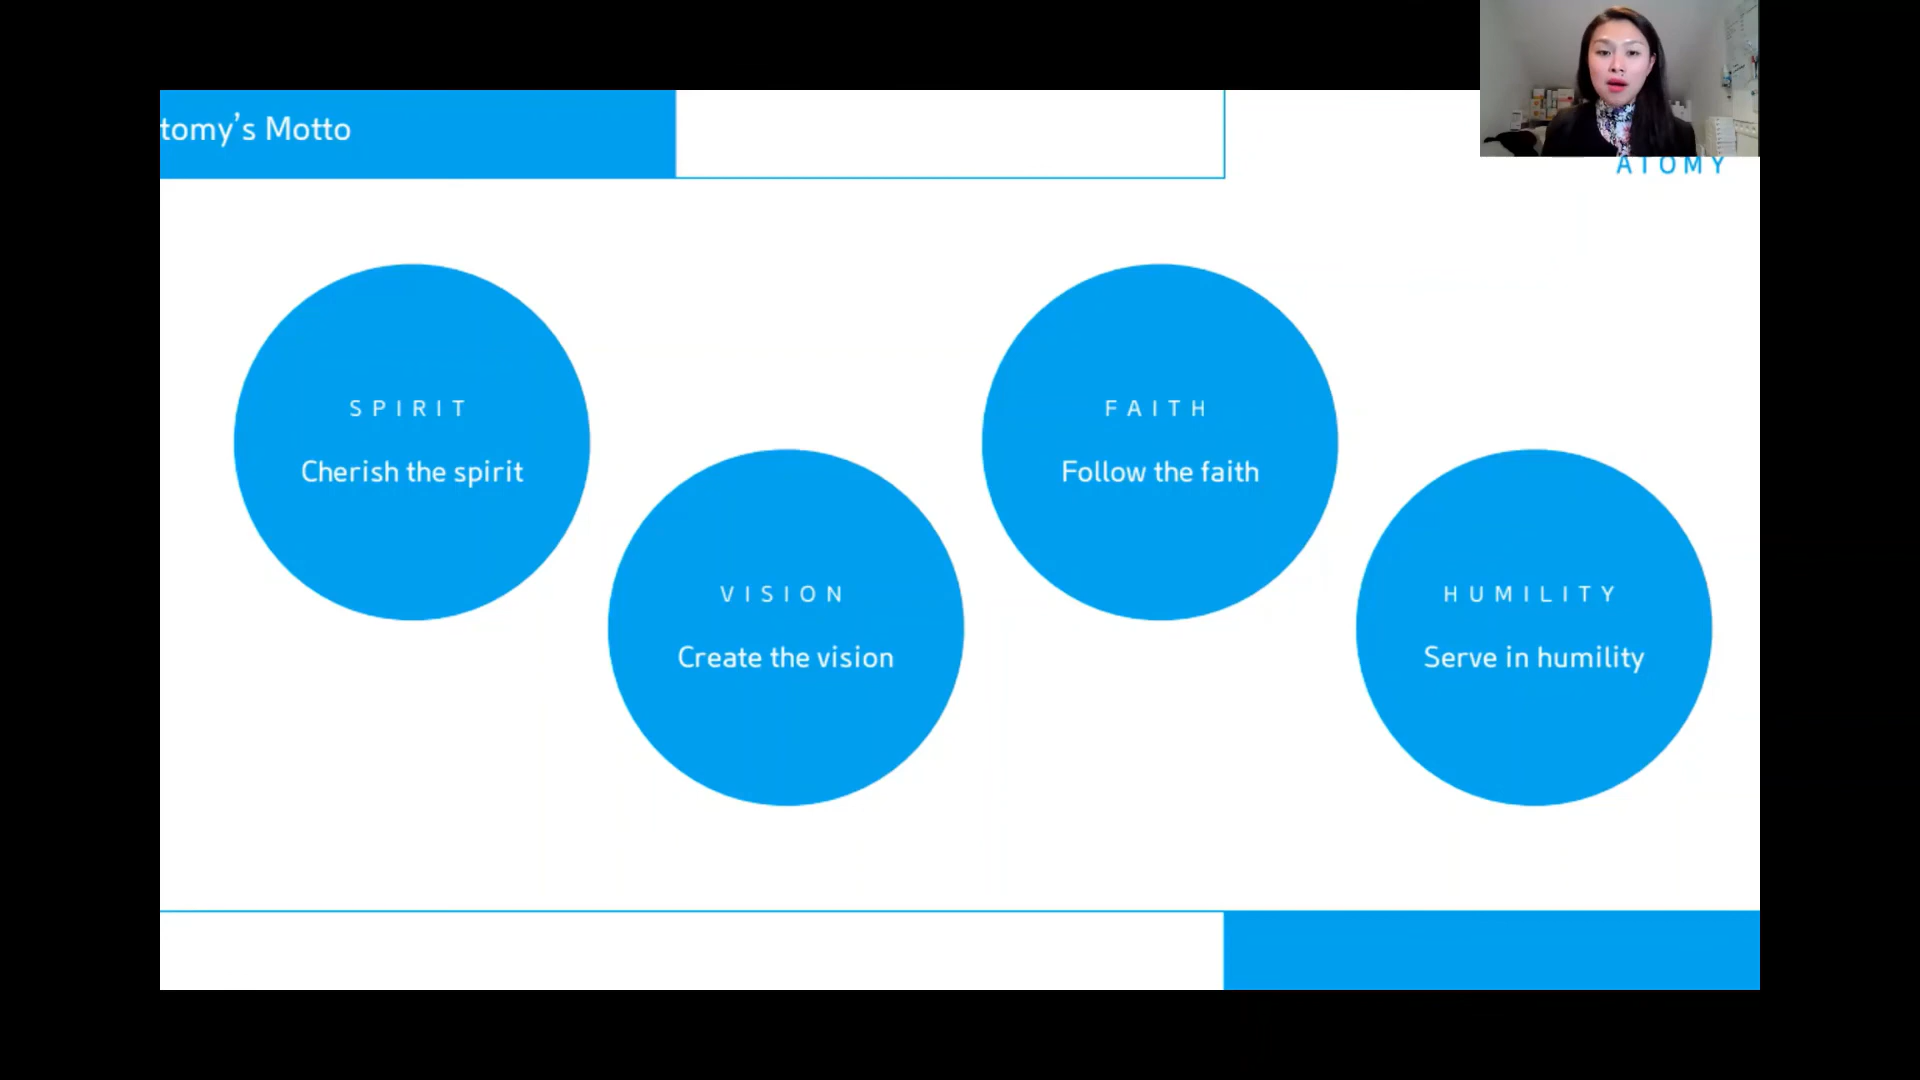 tomy's Motto
ATOMY
SPIRIT
Cherish the spirit
VISION
Create the vision
FAITH
Follow the faith
HUMILITY
Serve in humility